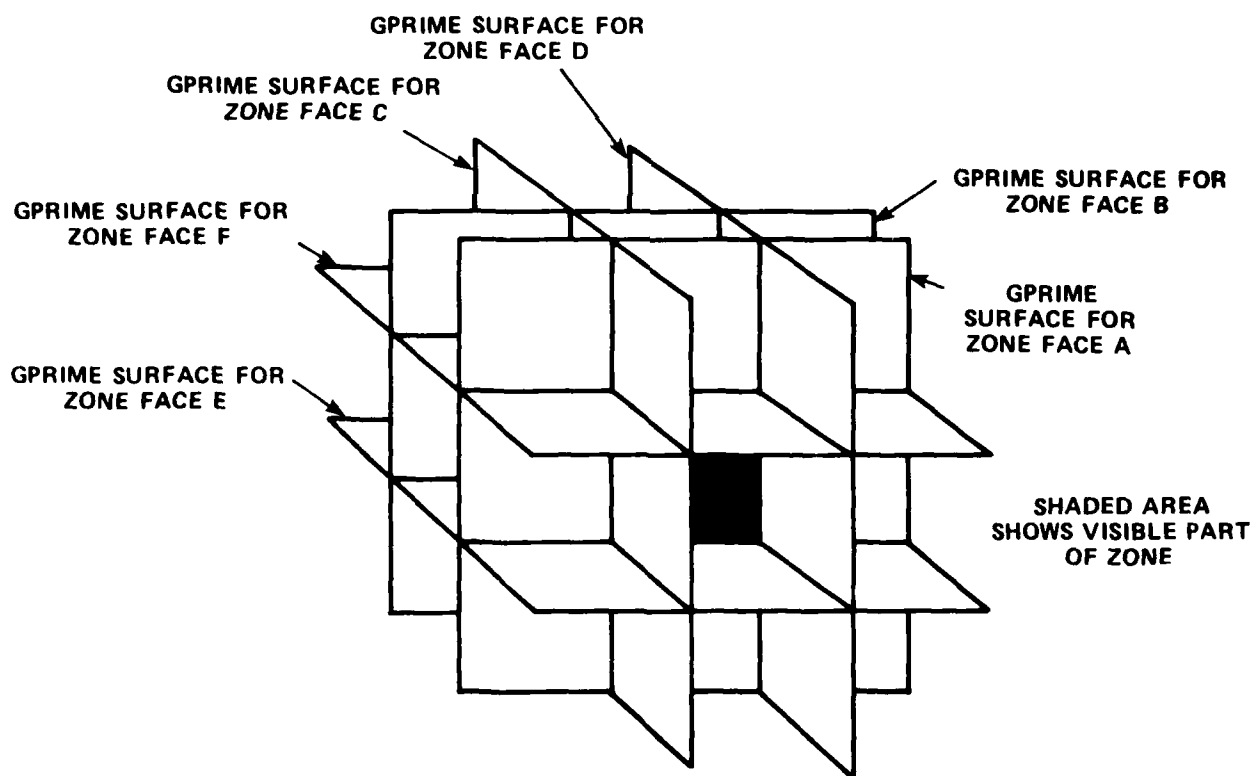 GPRIME SURFACE FOR
ZONE FACE D
GPRIME SURFACE FOR
ZONE FACE C
GPRIME SURFACE FOR
ZONE FACE B
GPRIME SURFACE FOR
ZONE FACE F
GPRIME
SURFACE FOR
ZONE FACE A
GPRIME SURFACE FOR
ZONE FACE E
SHADED AREA
SHOWS VISIBLE PART
OF ZONE